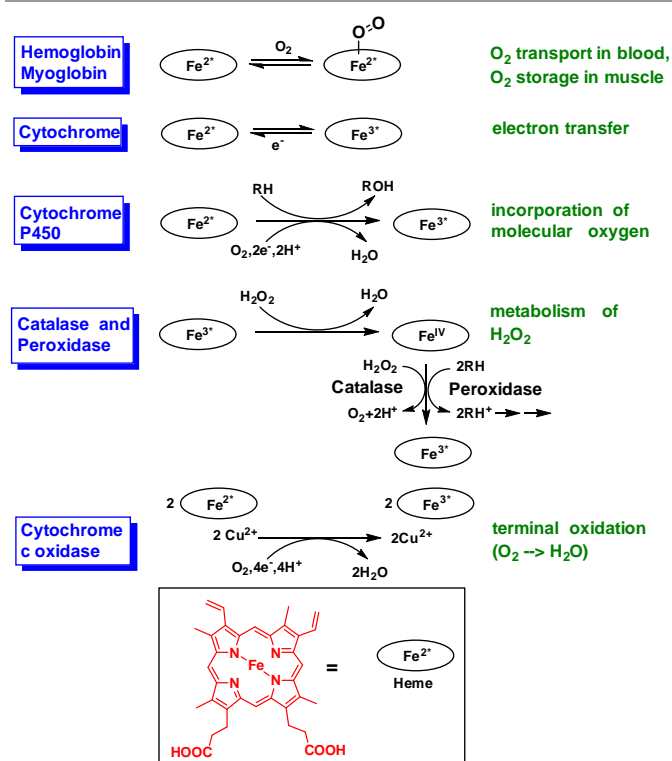 Hemoglobin
Myoglobin
Fe2*
O2
O=O
Fe2*
O2 transport in blood,
O2 storage in muscle
Cytochrome
Fe2*
e-
Fe3*
electron transfer
Cytochrome
P450
Fe2*
RH
ROH
O2,2e-,2H+
H2O
Fe3*
incorporation of
molecular oxygen
Catalase and
Peroxidase
Fe3*
H2O2
H2O
FeIV
metabolism of
H2O2
H2O2
2RH
Catalase
Peroxidase
O2+2H+
2RH+
Fe3*
Cytochrome
c oxidase
2 Fe2*
2 Fe3*
2 Cu2+
2Cu2+
O2,4e-,4H+
2H2O
terminal oxidation
(O2 --> H2O)
N
N
Fe
N
N
HOOC
COOH
=
Fe2*
Heme